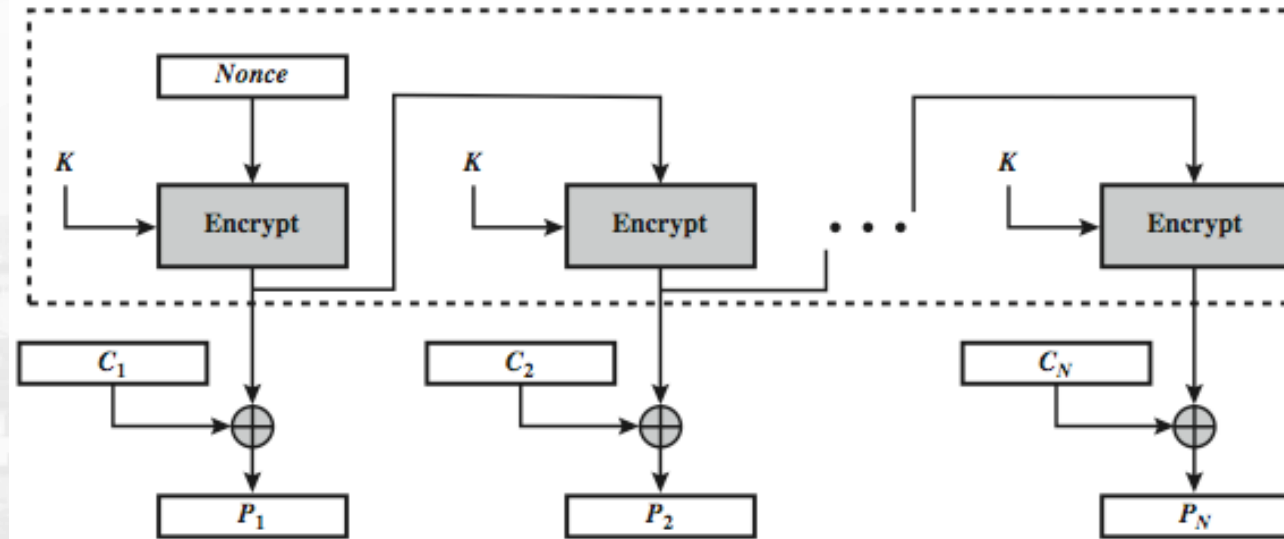 Nonce
K K K
Encrypt Encrypt • • • Encrypt
C1 C2 CN
P1 P2 PN